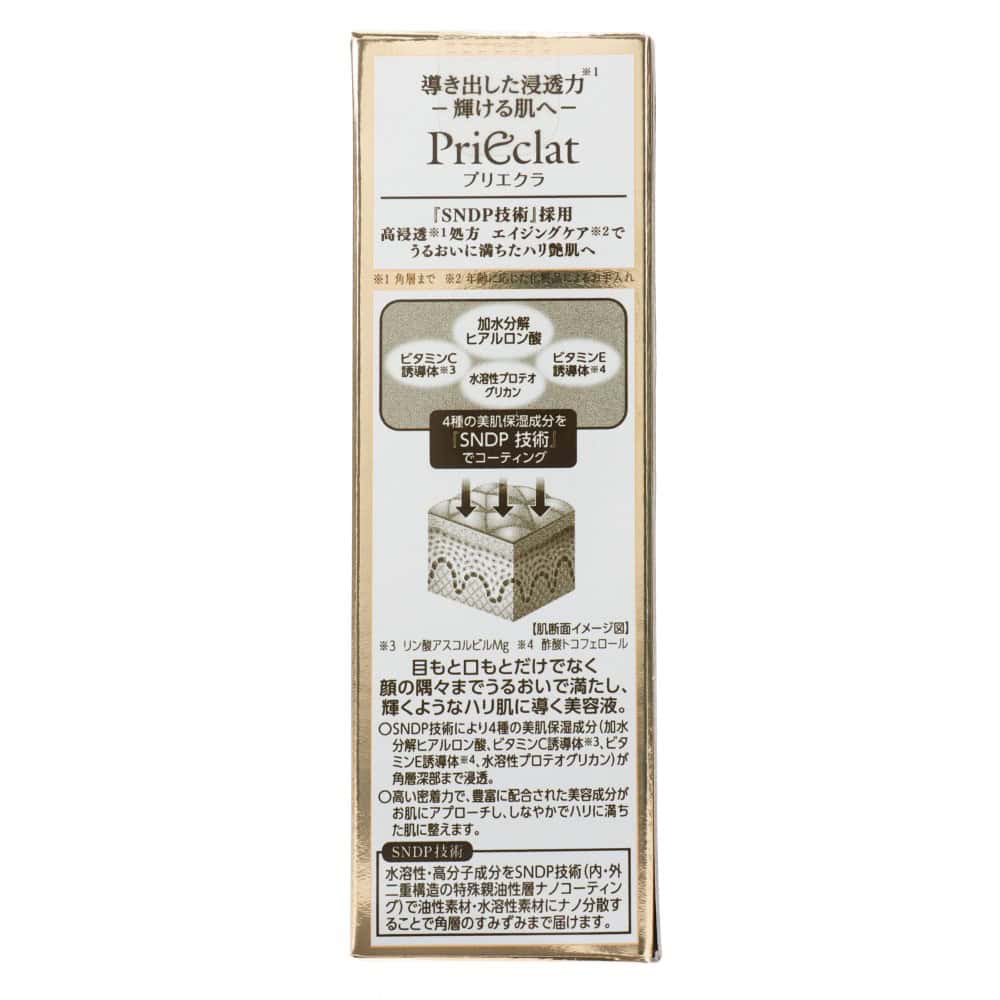 導き出した浸透力※1
－輝ける肌へ－
PriEclat
プリエクラ
『SNDP技術』採用
高浸透※1処方 エイジングケア※2で
うるおいに満ちたハリ艶肌へ
※1 角層まで ※2 年齢に応じた化粧品によるお手入れ
加水分解
ヒアルロン酸
ビタミンC
誘導体※3
ビタミンE
誘導体※4
水溶性プロテオ
グリカン
4種の美肌保湿成分を
『SNDP 技術』
でコーティング
【肌断面イメージ図】
※3 リン酸アスコルビルMg ※4 酢酸トコフェロール
目もと口もとだけでなく
顔の隅々までうるおいで満たし、
輝くようなハリ肌に導く美容液。
○SNDP技術により4種の美肌保湿成分(加水
分解ヒアルロン酸、ビタミンC誘導体※3、ビタ
ミンE誘導体※4、水溶性プロテオグリカン)が
角層深部まで浸透。
○高い密着力で、豊富に配合された美容成分が
お肌にアプローチし、しなやかでハリに満ち
た肌に整えます。
SNDP技術
水溶性・高分子成分をSNDP技術(内・外
二重構造の特殊親油性層ナノコーティン
グ)で油性素材・水溶性素材にナノ分散す
ることで角層のすみずみまで届けます。